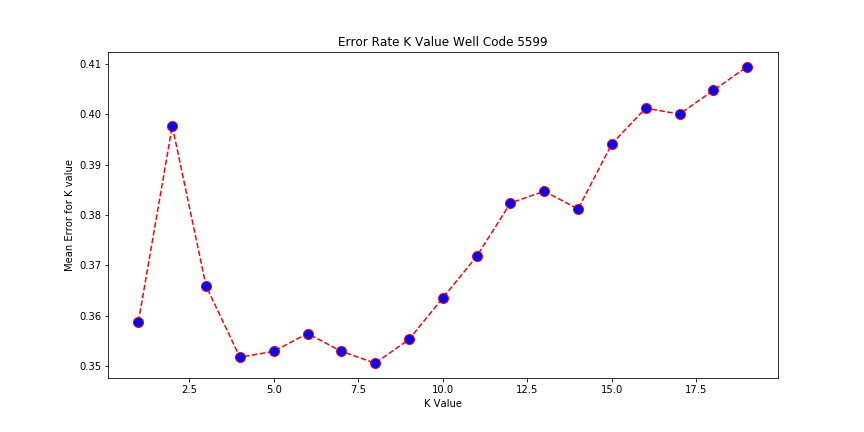 Error Rate K Value Well Code 5599
0.41
0.40
0.39
0.38
0.37
0.36
0.35
Mean Error for K value
2.5 5.0 7.5 10.0 12.5 15.0 17.5
K Value